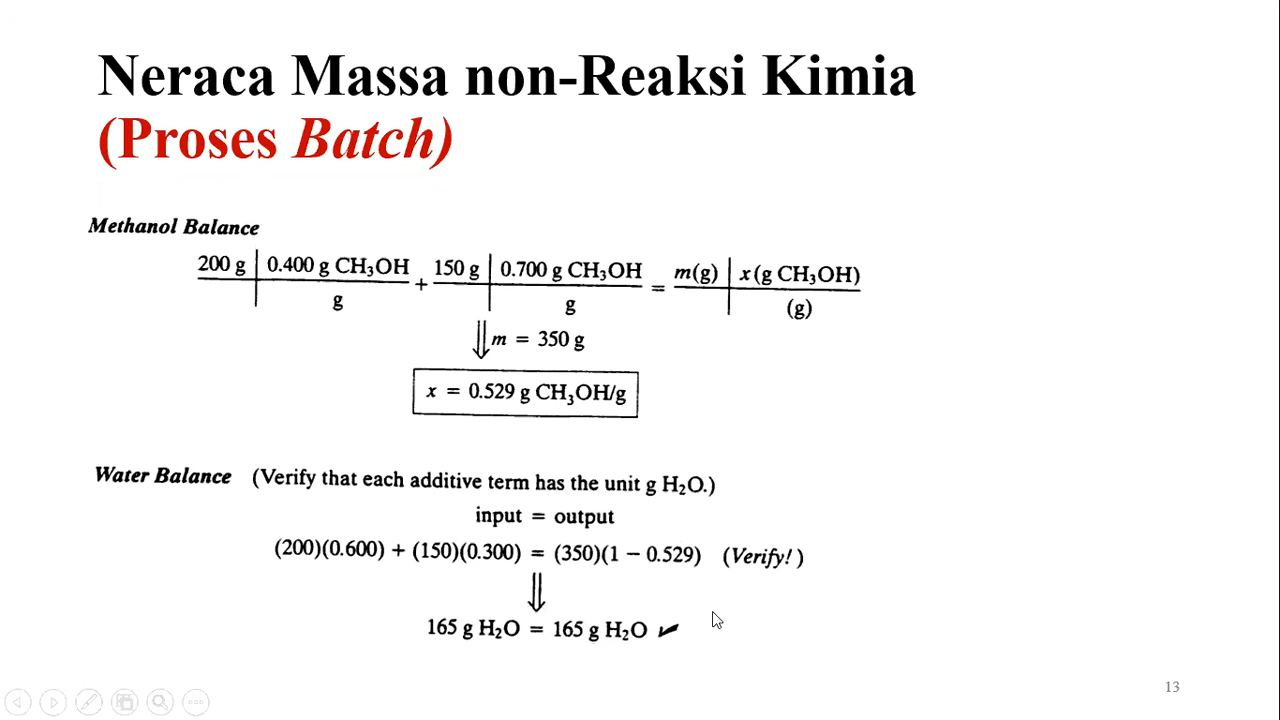 Neraca Massa non-Reaksi Kimia
(Proses Batch)
Methanol Balance
200 g | 0.400 g CH₃OH + 150 g | 0.700 g CH₃OH = m(g) | x(g CH₃OH)
g g (g)
⇓ m = 350 g
x = 0.529 g CH₃OH/g
Water Balance (Verify that each additive term has the unit g H₂O.)
input = output
(200)(0.600) + (150)(0.300) = (350)(1 − 0.529) (Verify!)
⇓
165 g H₂O = 165 g H₂O ✓
13